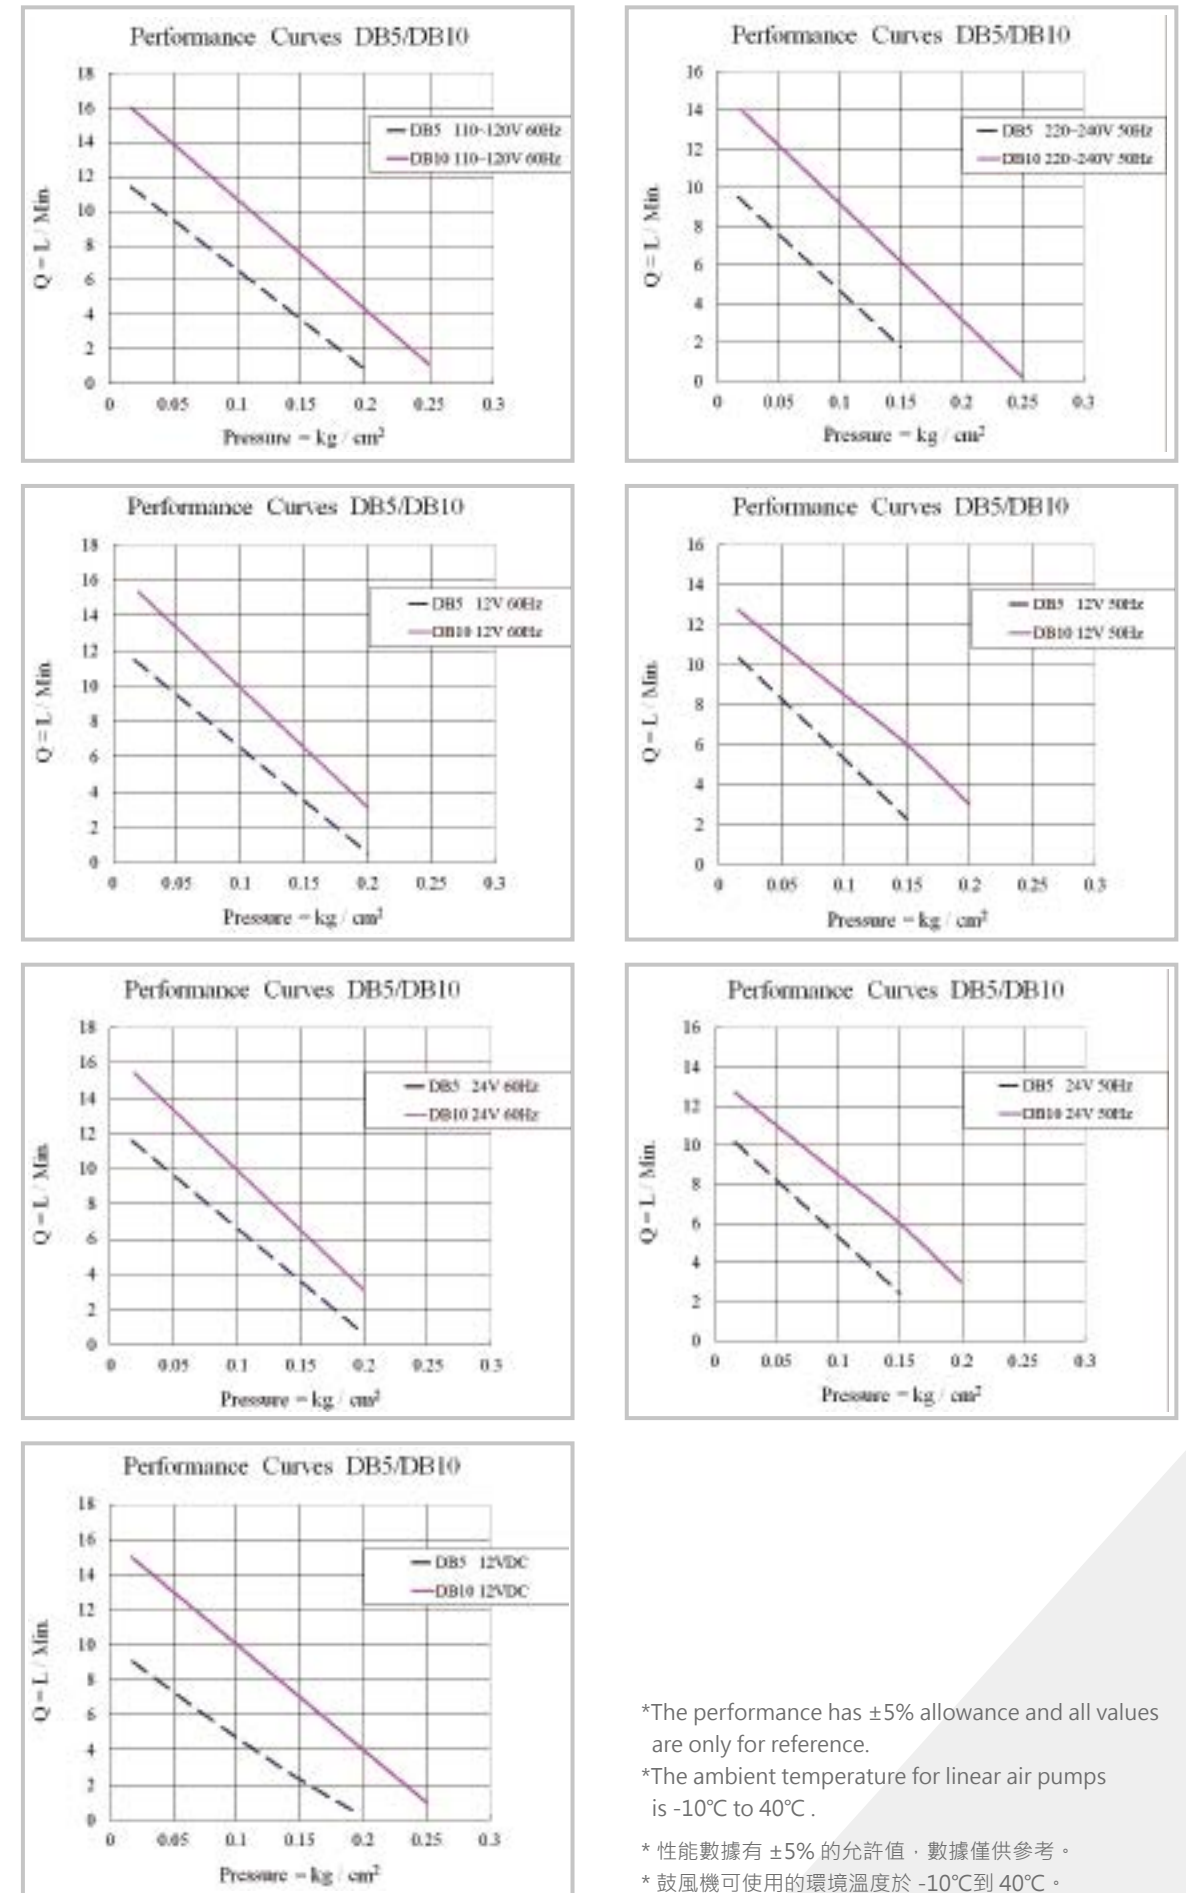 Performance Curves DB5/DB10
18
16
14
12
10
8
6
4
2
0
Q = L / Min.
DB5 110~120V 60Hz
DB10 110~120V 60Hz
0 0.05 0.1 0.15 0.2 0.25 0.3
Pressure = kg / cm²
Performance Curves DB5/DB10
16
14
12
10
8
6
4
2
0
Q = L / Min.
DB5 220~240V 50Hz
DB10 220~240V 50Hz
0 0.05 0.1 0.15 0.2 0.25 0.3
Pressure = kg / cm²
Performance Curves DB5/DB10
18
16
14
12
10
8
6
4
2
0
Q = L / Min.
DB5 12V 60Hz
DB10 12V 60Hz
0 0.05 0.1 0.15 0.2 0.25 0.3
Pressure = kg / cm²
Performance Curves DB5/DB10
16
14
12
10
8
6
4
2
0
Q = L / Min.
DB5 12V 50Hz
DB10 12V 50Hz
0 0.05 0.1 0.15 0.2 0.25 0.3
Pressure = kg / cm²
Performance Curves DB5/DB10
18
16
14
12
10
8
6
4
2
0
Q = L / Min.
DB5 24V 60Hz
DB10 24V 60Hz
0 0.05 0.1 0.15 0.2 0.25 0.3
Pressure = kg / cm²
Performance Curves DB5/DB10
16
14
12
10
8
6
4
2
0
Q = L / Min.
DB5 24V 50Hz
DB10 24V 50Hz
0 0.05 0.1 0.15 0.2 0.25 0.3
Pressure = kg / cm²
Performance Curves DB5/DB10
18
16
14
12
10
8
6
4
2
0
Q = L / Min.
DB5 12VDC
DB10 12VDC
0 0.05 0.1 0.15 0.2 0.25 0.3
Pressure = kg / cm²
*The performance has ±5% allowance and all values
are only for reference.
*The ambient temperature for linear air pumps
is -10℃ to 40℃ .
* 性能數據有 ±5% 的允許值，數據僅供參考。
* 鼓風機可使用的環境溫度於 -10℃到 40℃。